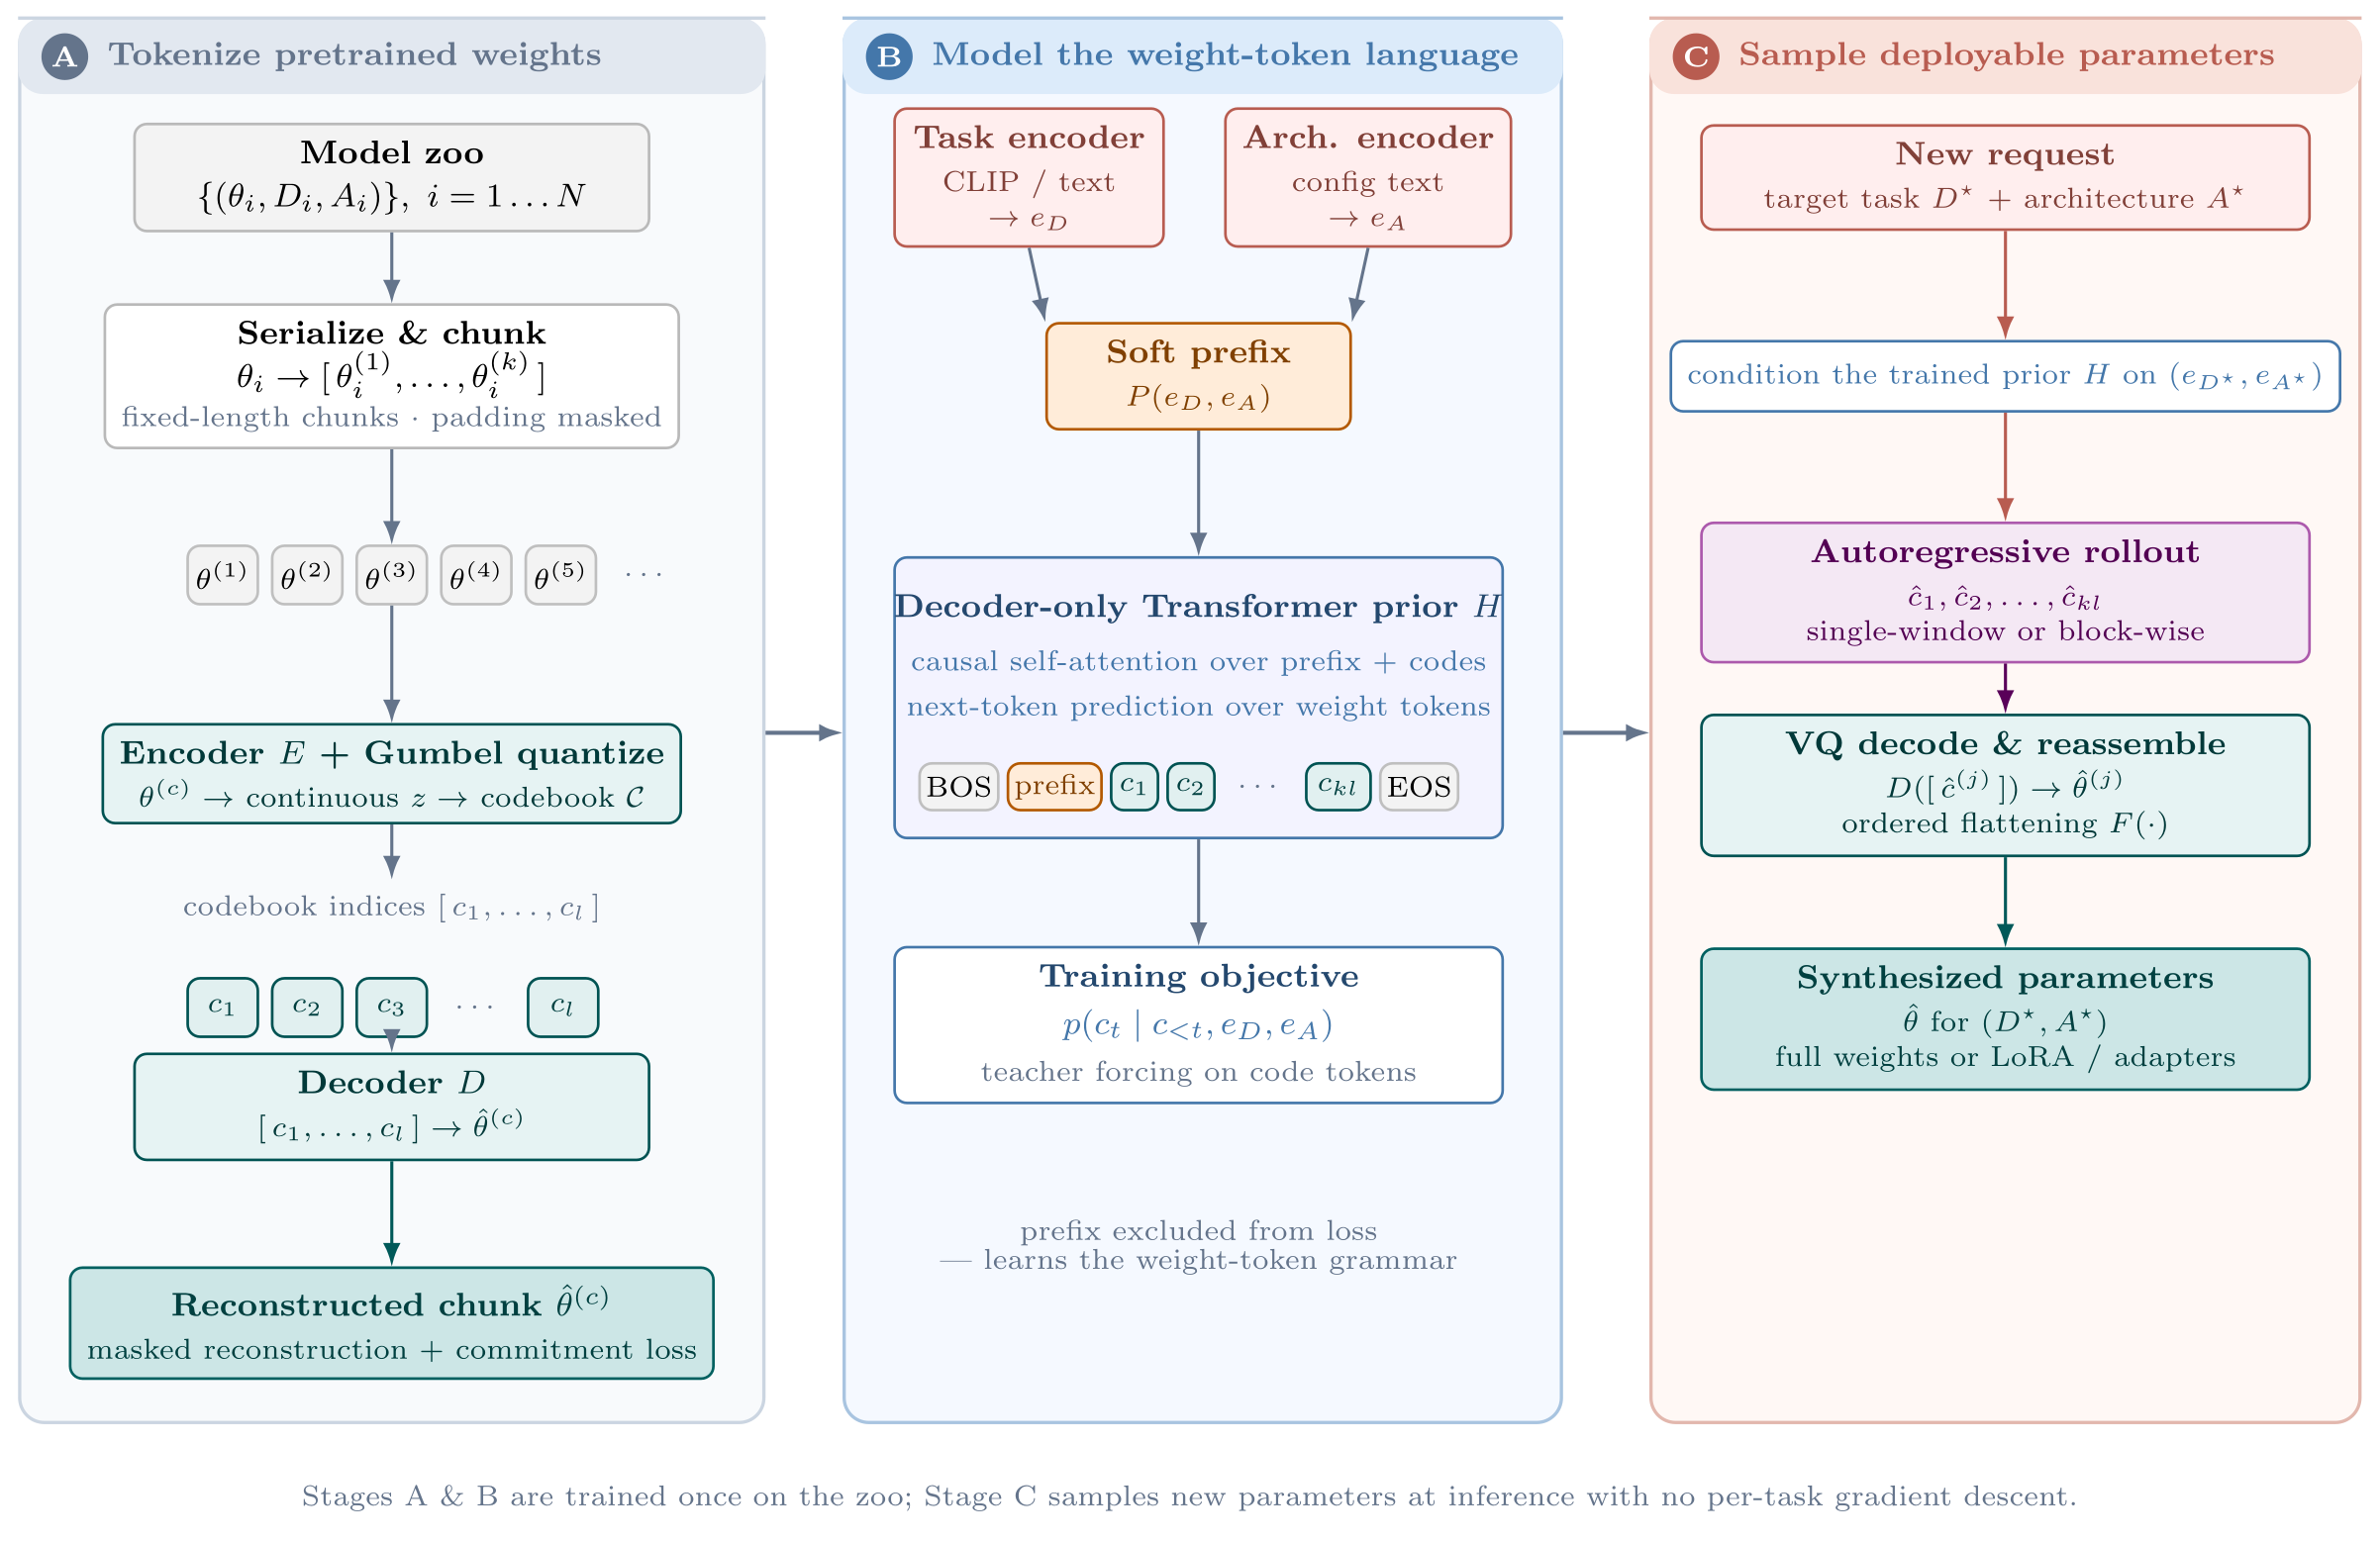 A Tokenize pretrained weights
Model zoo
{(θ_i, D_i, A_i)}, i = 1 … N
Serialize & chunk
θ_i → [ θ_i^(1), …, θ_i^(k) ]
fixed-length chunks · padding masked
θ^(1) θ^(2) θ^(3) θ^(4) θ^(5) …
Encoder E + Gumbel quantize
θ^(c) → continuous z → codebook 𝒞
codebook indices [ c_1, …, c_l ]
c_1 c_2 c_3 … c_l
Decoder D
[ c_1, …, c_l ] → θ̂^(c)
Reconstructed chunk θ̂^(c)
masked reconstruction + commitment loss
B Model the weight-token language
Task encoder
CLIP / text
→ e_D
Arch. encoder
config text
→ e_A
Soft prefix
P(e_D, e_A)
Decoder-only Transformer prior H
causal self-attention over prefix + codes
next-token prediction over weight tokens
BOS prefix c_1 c_2 … c_kl EOS
Training objective
p(c_t | c_<t, e_D, e_A)
teacher forcing on code tokens
prefix excluded from loss
— learns the weight-token grammar
C Sample deployable parameters
New request
target task D^⋆ + architecture A^⋆
condition the trained prior H on (e_D⋆, e_A⋆)
Autoregressive rollout
ĉ_1, ĉ_2, …, ĉ_kl
single-window or block-wise
VQ decode & reassemble
D([ ĉ^(j) ]) → θ̂^(j)
ordered flattening F(·)
Synthesized parameters
θ̂ for (D^⋆, A^⋆)
full weights or LoRA / adapters
Stages A & B are trained once on the zoo; Stage C samples new parameters at inference with no per-task gradient descent.